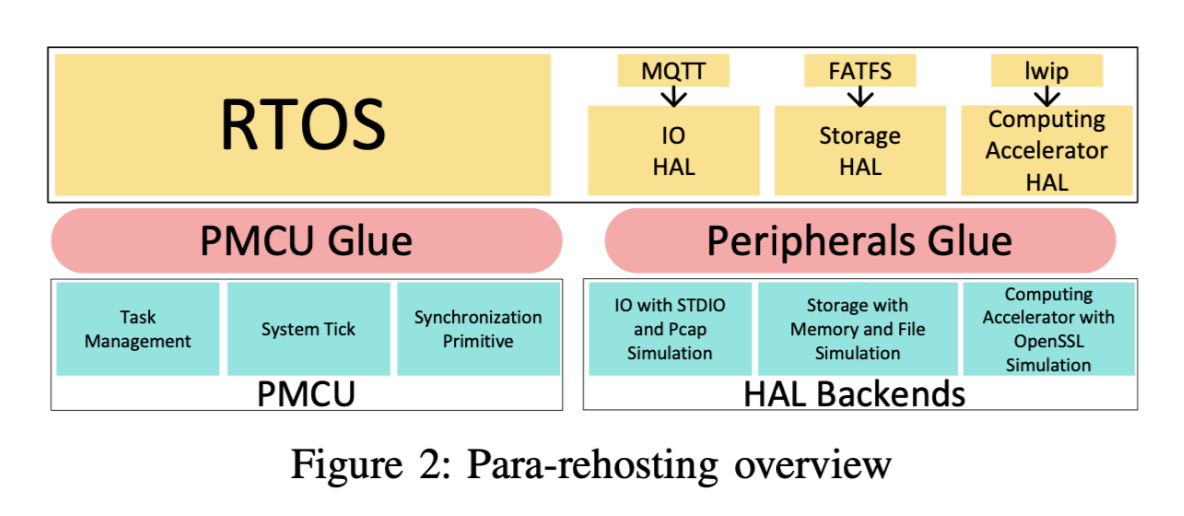 RTOS
MQTT
IO
HAL
FATFS
Storage
HAL
lwip
Computing
Accelerator
HAL
PMCU Glue
Peripherals Glue
Task
Management
System Tick
Synchronization
Primitive
PMCU
IO with STDIO
and Pcap
Simulation
Storage with
Memory and File
Simulation
Computing
Accelerator with
OpenSSL
Simulation
HAL Backends
Figure 2: Para-rehosting overview